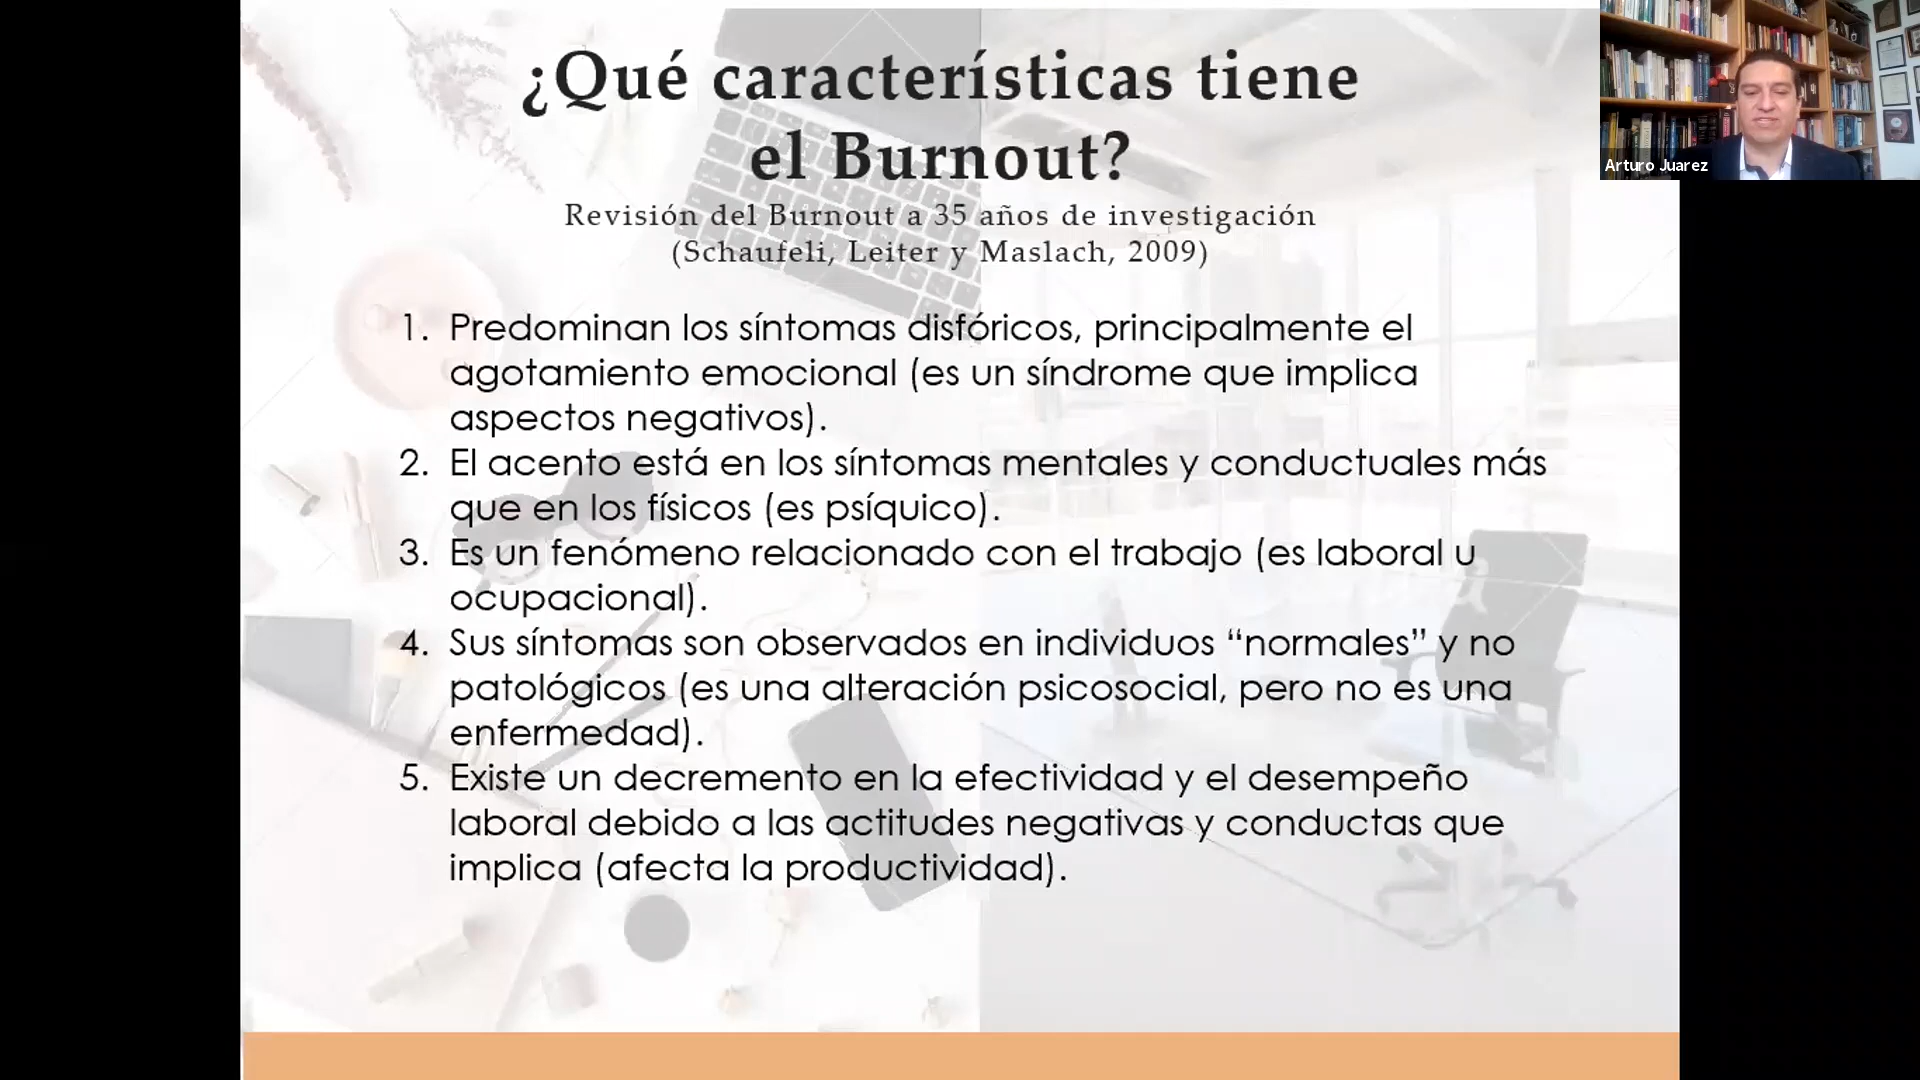 ¿Qué características tiene
el Burnout?
Revisión del Burnout a 35 años de investigación
(Schaufeli, Leiter y Maslach, 2009)
1. Predominan los síntomas disfóricos, principalmente el
agotamiento emocional (es un síndrome que implica
aspectos negativos).
2. El acento está en los síntomas mentales y conductuales más
que en los físicos (es psíquico).
3. Es un fenómeno relacionado con el trabajo (es laboral u
ocupacional).
4. Sus síntomas son observados en individuos “normales” y no
patológicos (es una alteración psicosocial, pero no es una
enfermedad).
5. Existe un decremento en la efectividad y el desempeño
laboral debido a las actitudes negativas y conductas que
implica (afecta la productividad).
Arturo Juarez